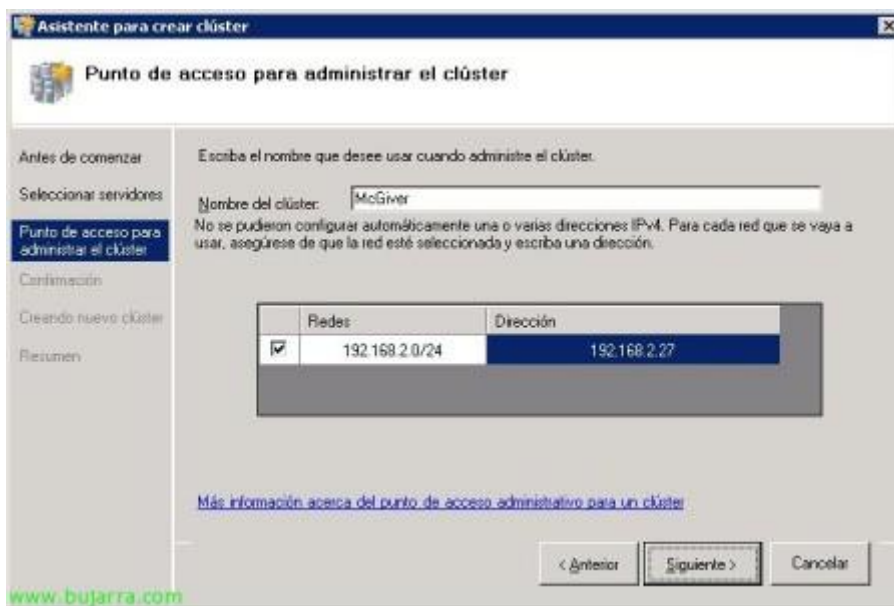 Asistente para crear clúster
Punto de acceso para administrar el clúster
Antes de comenzar
Seleccionar servidores
Punto de acceso para
administrar el clúster
Confirmación
Creando nuevo clúster
Resumen
Escriba el nombre que desee usar cuando administre el clúster.
Nombre del clúster: McGiver
No se pudieron configurar automáticamente una o varias direcciones IPv4. Para cada red que se vaya a
usar, asegúrese de que la red esté seleccionada y escriba una dirección.
Redes Dirección
192.168.2.0/24 192.168.2.27
Más información acerca del punto de acceso administrativo para un clúster
< Anterior Siguiente > Cancelar
www.bujarra.com